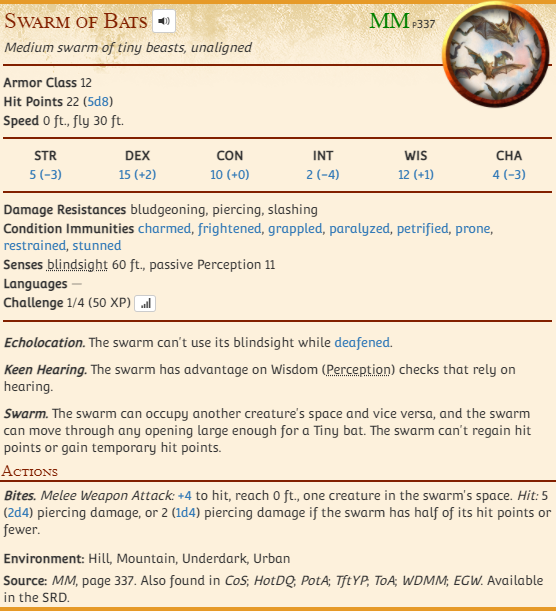 Swarm of Bats
MM P337
Medium swarm of tiny beasts, unaligned
Armor Class 12
Hit Points 22 (5d8)
Speed 0 ft., fly 30 ft.
STR DEX CON INT WIS CHA
5 (−3) 15 (+2) 10 (+0) 2 (−4) 12 (+1) 4 (−3)
Damage Resistances bludgeoning, piercing, slashing
Condition Immunities charmed, frightened, grappled, paralyzed, petrified, prone,
restrained, stunned
Senses blindsight 60 ft., passive Perception 11
Languages —
Challenge 1/4 (50 XP)
Echolocation. The swarm can't use its blindsight while deafened.
Keen Hearing. The swarm has advantage on Wisdom (Perception) checks that rely on
hearing.
Swarm. The swarm can occupy another creature's space and vice versa, and the swarm
can move through any opening large enough for a Tiny bat. The swarm can't regain hit
points or gain temporary hit points.
Actions
Bites. Melee Weapon Attack: +4 to hit, reach 0 ft., one creature in the swarm's space. Hit: 5
(2d4) piercing damage, or 2 (1d4) piercing damage if the swarm has half of its hit points or
fewer.
Environment: Hill, Mountain, Underdark, Urban
Source: MM, page 337. Also found in CoS; HotDQ; PotA; TftYP; ToA; WDMM; EGW. Available
in the SRD.